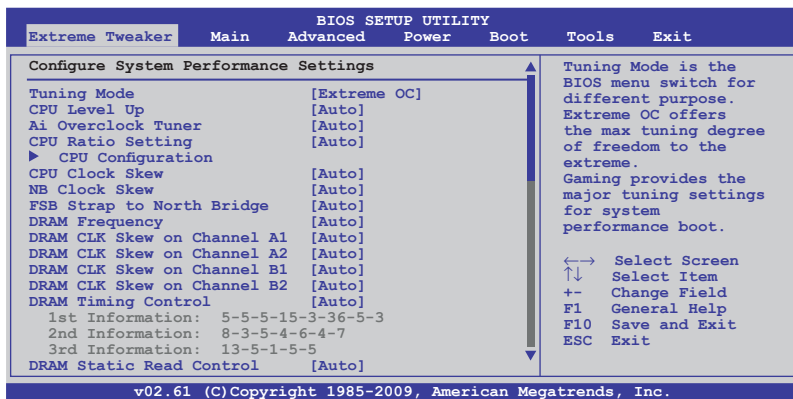 BIOS SETUP UTILITY
Extreme Tweaker Main Advanced Power Boot Tools Exit
Configure System Performance Settings
Tuning Mode [Extreme OC]
CPU Level Up [Auto]
Ai Overclock Tuner [Auto]
CPU Ratio Setting [Auto]
CPU Configuration
CPU Clock Skew [Auto]
NB Clock Skew [Auto]
FSB Strap to North Bridge [Auto]
DRAM Frequency [Auto]
DRAM CLK Skew on Channel A1 [Auto]
DRAM CLK Skew on Channel A2 [Auto]
DRAM CLK Skew on Channel B1 [Auto]
DRAM CLK Skew on Channel B2 [Auto]
DRAM Timing Control [Auto]
1st Information: 5-5-5-15-3-36-5-3
2nd Information: 8-3-5-4-6-4-7
3rd Information: 13-5-1-5-5
DRAM Static Read Control [Auto]
Tuning Mode is the
BIOS menu switch for
different purpose.
Extreme OC offers
the max tuning degree
of freedom to the
extreme.
Gaming provides the
major tuning settings
for system
performance boot.
←→ Select Screen
↑↓ Select Item
+- Change Field
F1 General Help
F10 Save and Exit
ESC Exit
v02.61 (C)Copyright 1985-2009, American Megatrends, Inc.